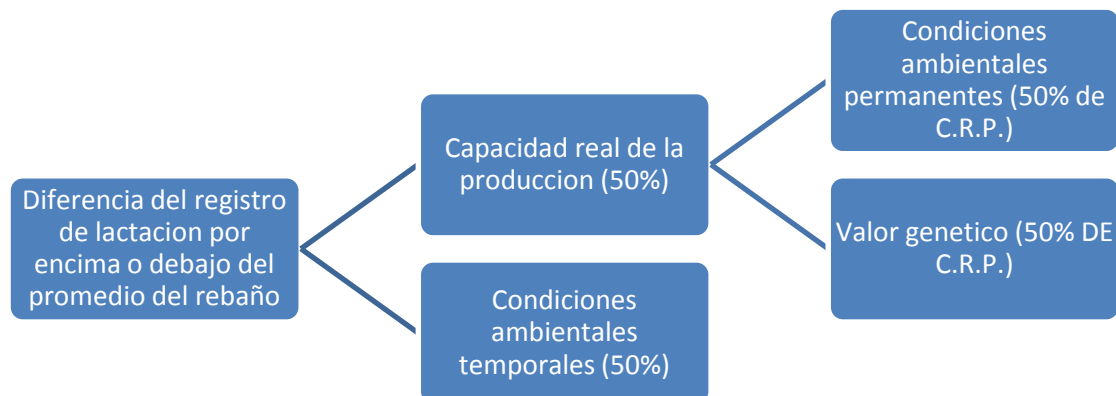 Diferencia del registro
de lactacion por
encima o debajo del
promedio del rebaño
Capacidad real de la
produccion (50%)
Condiciones
ambientales
temporales (50%)
Condiciones
ambientales
permanentes (50% de
C.R.P.)
Valor genetico (50% DE
C.R.P.)